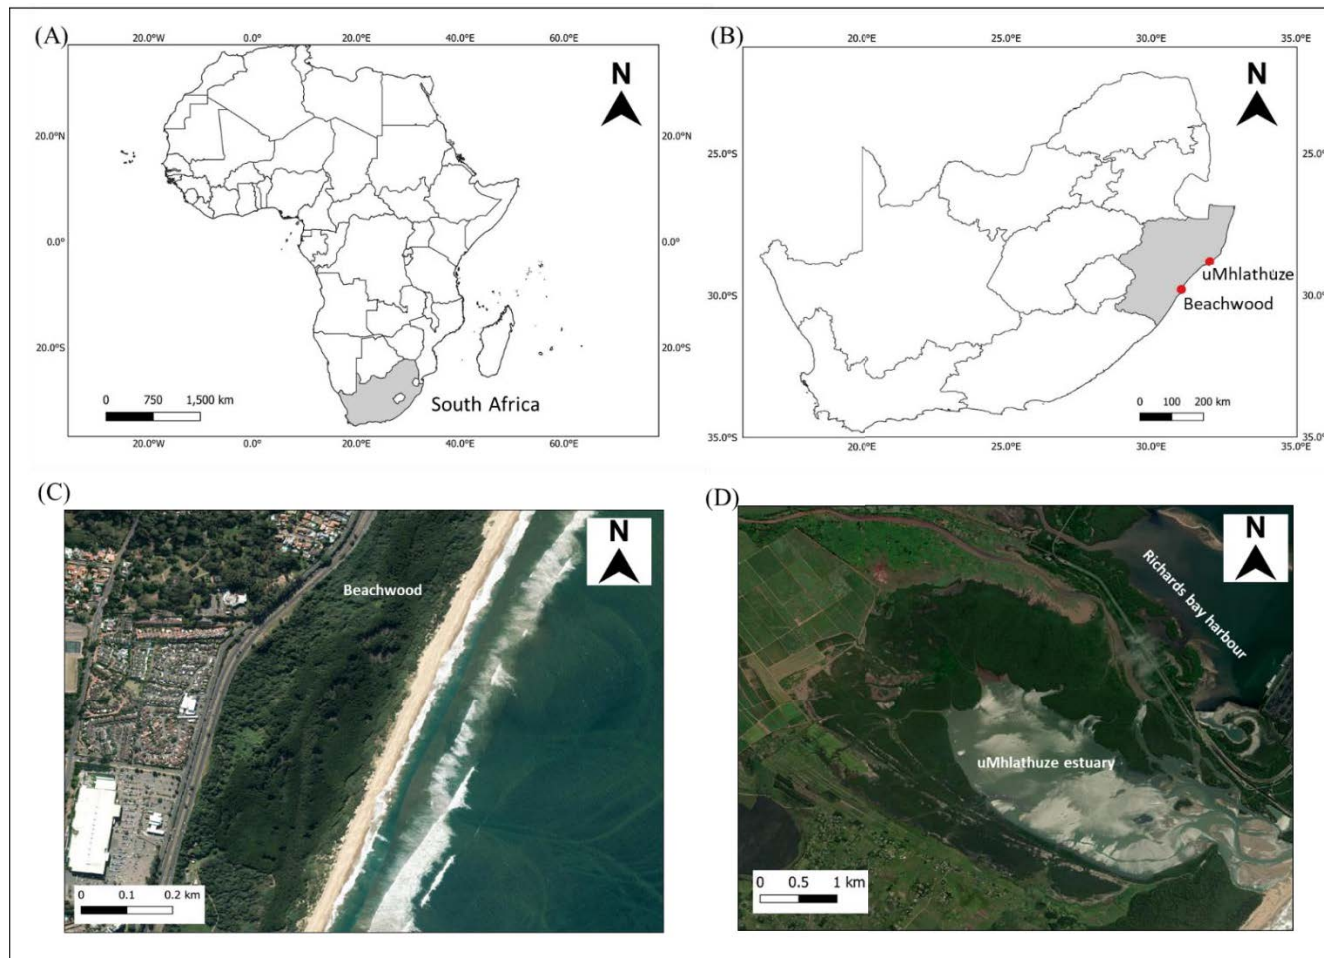 (A)
20.0°W 0.0°E 20.0°E 40.0°E 60.0°E
N
20.0°N 20.0°N
0.0° 0.0°
20.0°S 20.0°S
0 750 1,500 km
South Africa
20.0°W 0.0°E 20.0°E 40.0°E 60.0°E
(B)
20.0°E 25.0°E 30.0°E 35.0°E
N
25.0°S 25.0°S
uMhlathuze
30.0°S 30.0°S
Beachwood
0 100 200 km
35.0°S 35.0°S
20.0°E 25.0°E 30.0°E 35.0°E
(C)
N
Beachwood
0 0.1 0.2 km
(D)
N
Richards bay harbour
uMhlathuze estuary
0 0.5 1 km